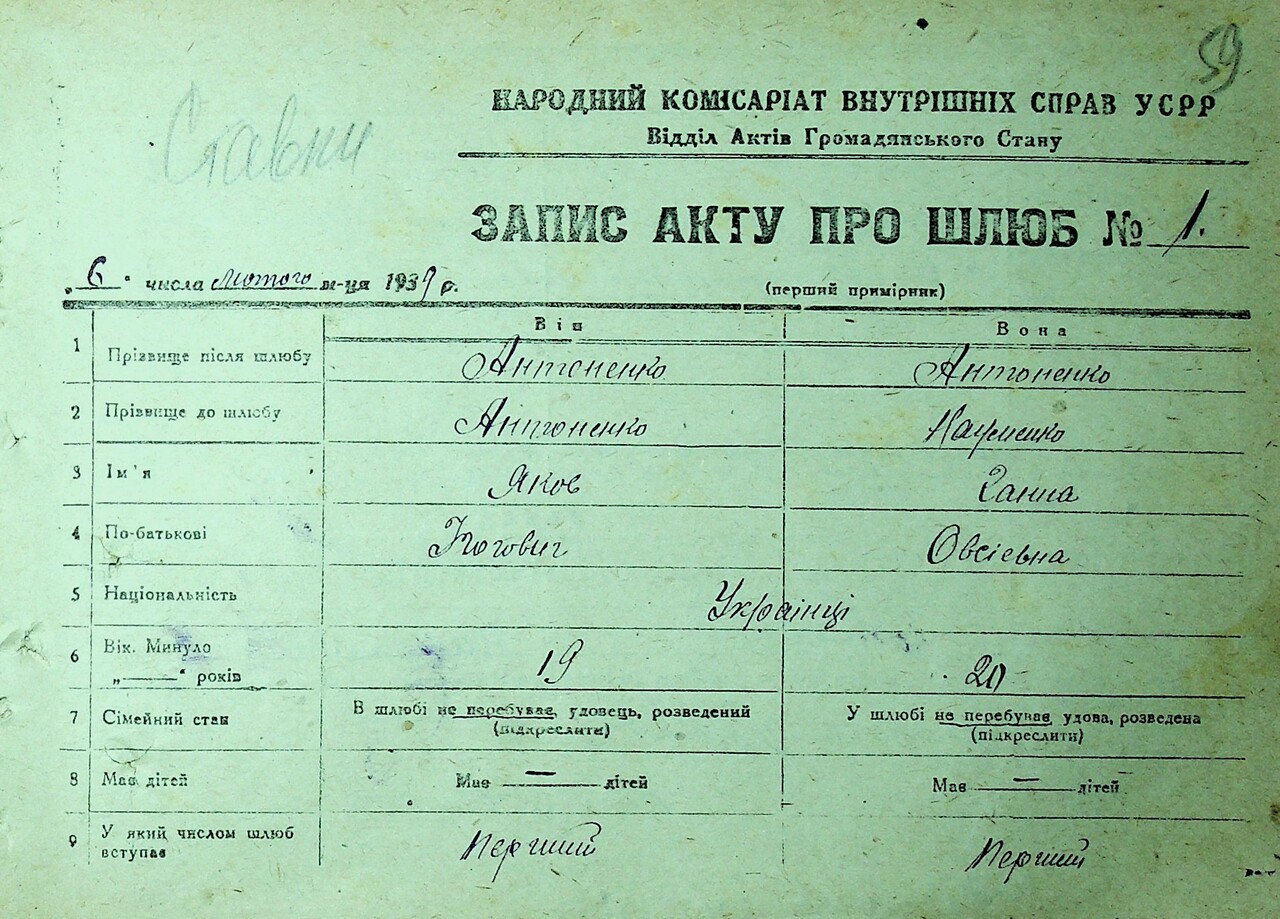 59
Ставки
НАРОДНИЙ КОМІСАРІАТ ВНУТРІШНІХ СПРАВ УСРР
Відділ Актів Громадянського Стану
ЗАПИС АКТУ ПРО ШЛЮБ № 1.
„6" числа Лютого м-ця 1939 р.
(перший примірник)
Він Вона
1 Прізвище після шлюбу Антоненко Антоненко
2 Прізвище до шлюбу Антоненко Науменко
3 Ім'я Яков Ганна
4 По-батькові Овсієвна
5 Національність Українці
6 Вік. Минуло 19 20
„——" років
7 Сімейний стан В шлюбі не перебуває, удовець, розведений У шлюбі не перебуває, удова, розведена
(підкреслити) (підкреслити)
8 Має дітей Має — дітей Має — дітей
9 У який числом шлюб Перший Перший
вступає